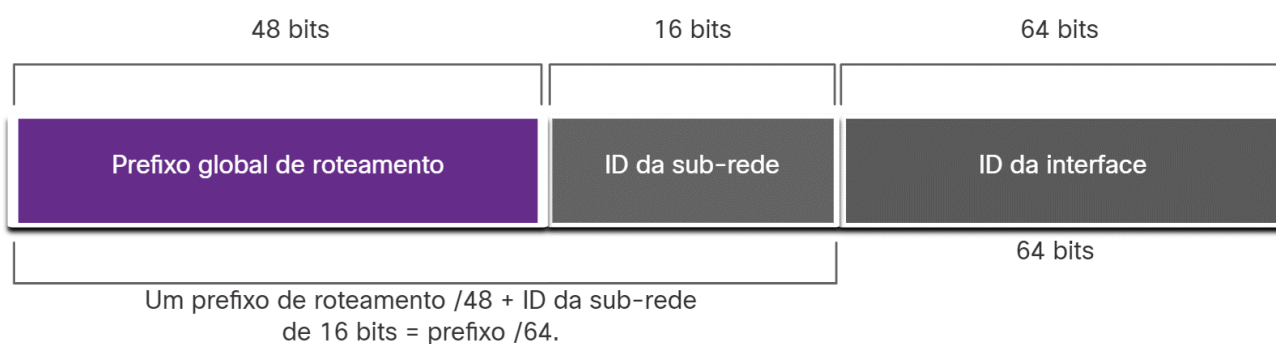 48 bits
16 bits
64 bits
Prefixo global de roteamento
ID da sub-rede
ID da interface
64 bits
Um prefixo de roteamento /48 + ID da sub-rede
de 16 bits = prefixo /64.